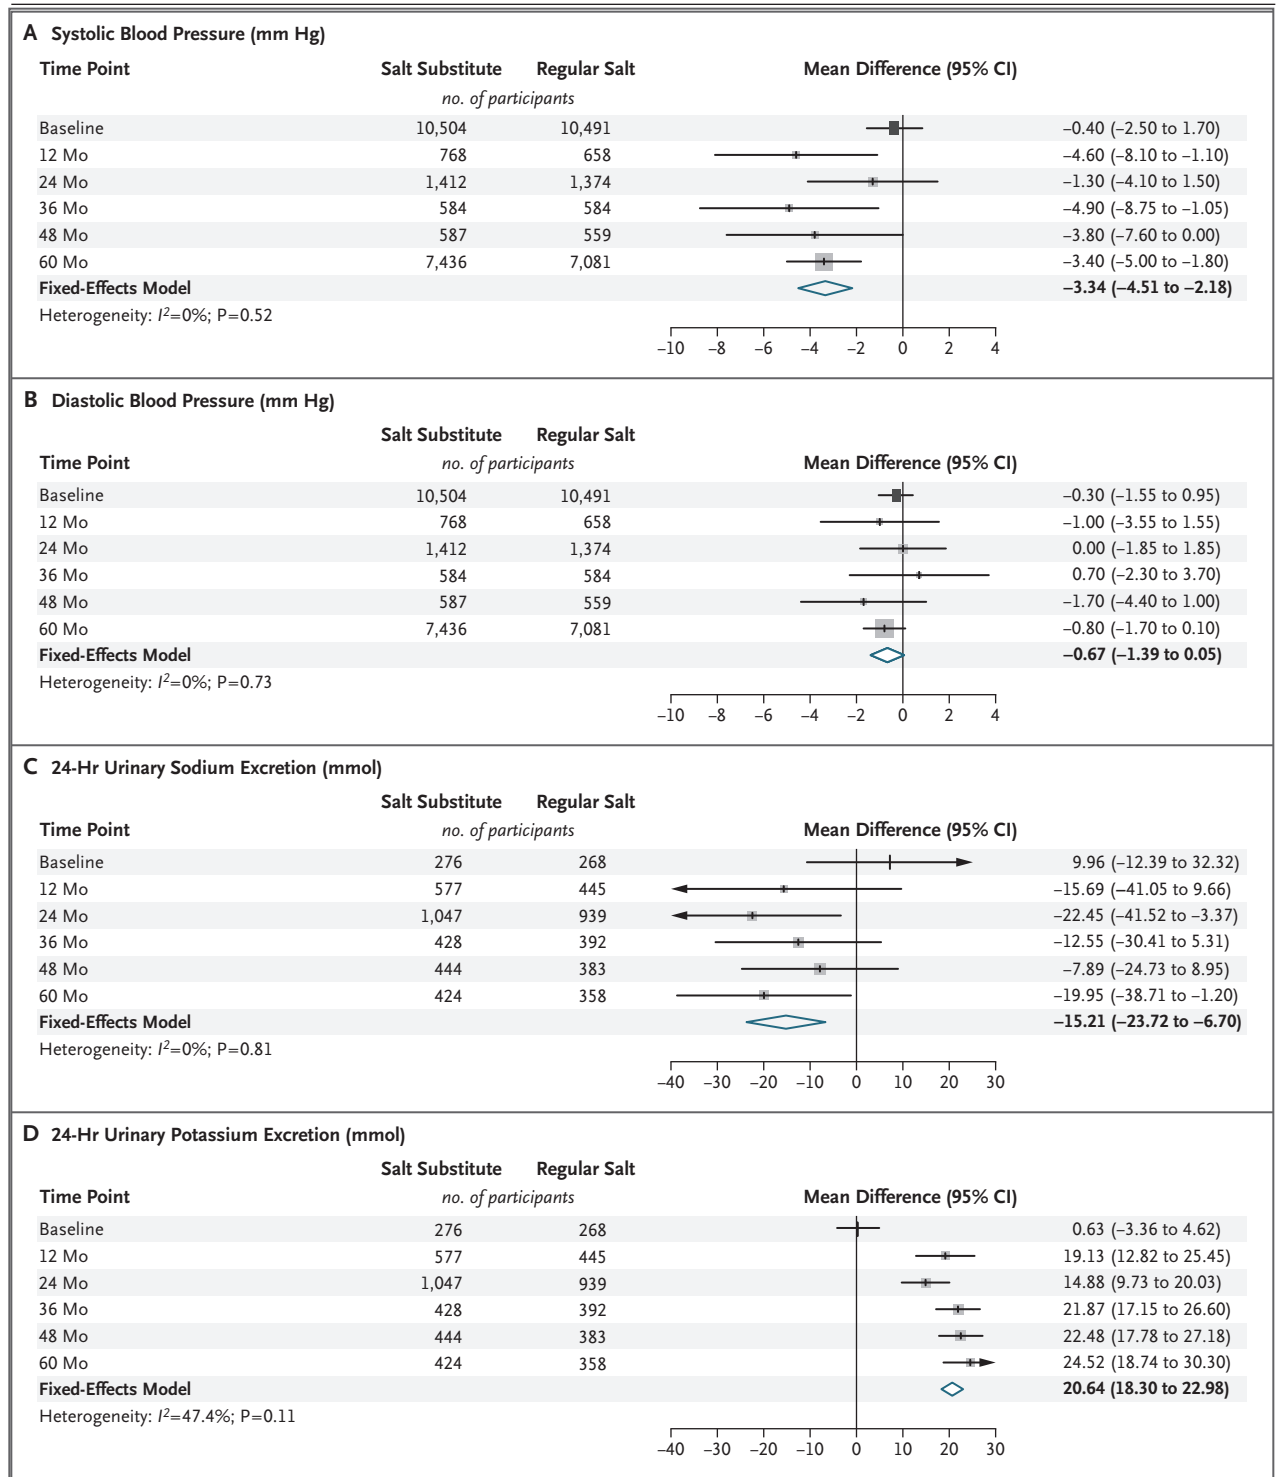 A Systolic Blood Pressure (mm Hg)
Time Point Salt Substitute Regular Salt Mean Difference (95% CI)
no. of participants
Baseline 10,504 10,491 –0.40 (–2.50 to 1.70)
12 Mo 768 658 –4.60 (–8.10 to –1.10)
24 Mo 1,412 1,374 –1.30 (–4.10 to 1.50)
36 Mo 584 584 –4.90 (–8.75 to –1.05)
48 Mo 587 559 –3.80 (–7.60 to 0.00)
60 Mo 7,436 7,081 –3.40 (–5.00 to –1.80)
Fixed-Effects Model –3.34 (–4.51 to –2.18)
Heterogeneity: I²=0%; P=0.52
–10 –8 –6 –4 –2 0 2 4
B Diastolic Blood Pressure (mm Hg)
Salt Substitute Regular Salt
Time Point no. of participants Mean Difference (95% CI)
Baseline 10,504 10,491 –0.30 (–1.55 to 0.95)
12 Mo 768 658 –1.00 (–3.55 to 1.55)
24 Mo 1,412 1,374 0.00 (–1.85 to 1.85)
36 Mo 584 584 0.70 (–2.30 to 3.70)
48 Mo 587 559 –1.70 (–4.40 to 1.00)
60 Mo 7,436 7,081 –0.80 (–1.70 to 0.10)
Fixed-Effects Model –0.67 (–1.39 to 0.05)
Heterogeneity: I²=0%; P=0.73
–10 –8 –6 –4 –2 0 2 4
C 24-Hr Urinary Sodium Excretion (mmol)
Salt Substitute Regular Salt
Time Point no. of participants Mean Difference (95% CI)
Baseline 276 268 9.96 (–12.39 to 32.32)
12 Mo 577 445 –15.69 (–41.05 to 9.66)
24 Mo 1,047 939 –22.45 (–41.52 to –3.37)
36 Mo 428 392 –12.55 (–30.41 to 5.31)
48 Mo 444 383 –7.89 (–24.73 to 8.95)
60 Mo 424 358 –19.95 (–38.71 to –1.20)
Fixed-Effects Model –15.21 (–23.72 to –6.70)
Heterogeneity: I²=0%; P=0.81
–40 –30 –20 –10 0 10 20 30
D 24-Hr Urinary Potassium Excretion (mmol)
Salt Substitute Regular Salt
Time Point no. of participants Mean Difference (95% CI)
Baseline 276 268 0.63 (–3.36 to 4.62)
12 Mo 577 445 19.13 (12.82 to 25.45)
24 Mo 1,047 939 14.88 (9.73 to 20.03)
36 Mo 428 392 21.87 (17.15 to 26.60)
48 Mo 444 383 22.48 (17.78 to 27.18)
60 Mo 424 358 24.52 (18.74 to 30.30)
Fixed-Effects Model 20.64 (18.30 to 22.98)
Heterogeneity: I²=47.4%; P=0.11
–40 –30 –20 –10 0 10 20 30